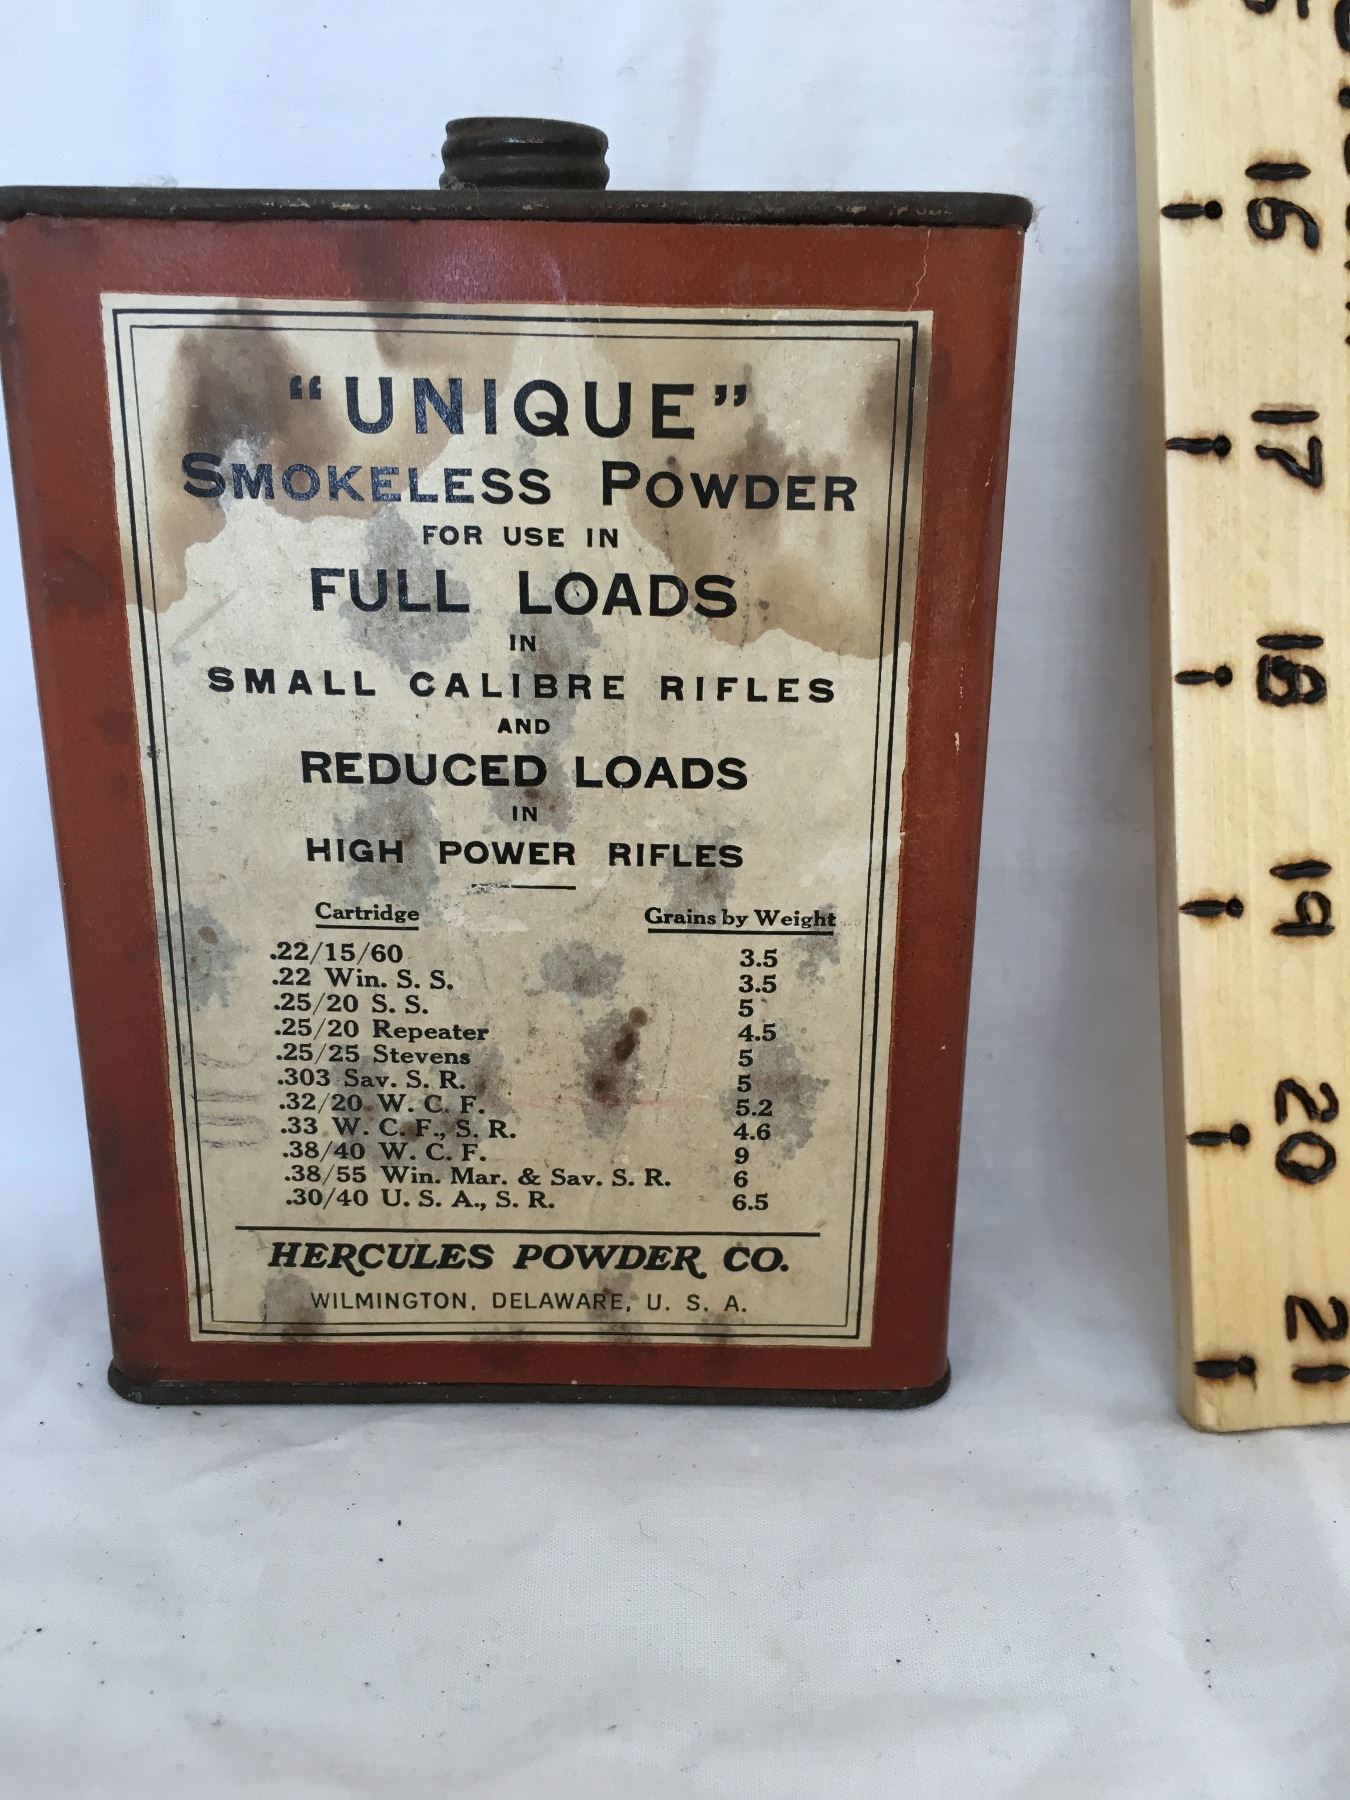 "UNIQUE"
SMOKELESS POWDER
FOR USE IN
FULL LOADS
IN
SMALL CALIBRE RIFLES
AND
REDUCED LOADS
IN
HIGH POWER RIFLES
Cartridge Grains by Weight
.22/15/60 3.5
.22 Win. S. S. 3.5
.25/20 S. S. 5
.25/20 Repeater 4.5
.25/25 Stevens 5
.303 Sav. S. R. 5
.32/20 W. C. F. 5.2
.33 W. C. F., S. R. 4.6
.38/40 W. C. F. 9
.38/55 Win. Mar. & Sav. S. R. 6
.30/40 U. S. A., S. R. 6.5
HERCULES POWDER CO.
WILMINGTON, DELAWARE, U. S. A.
16
17
18
19
20
21